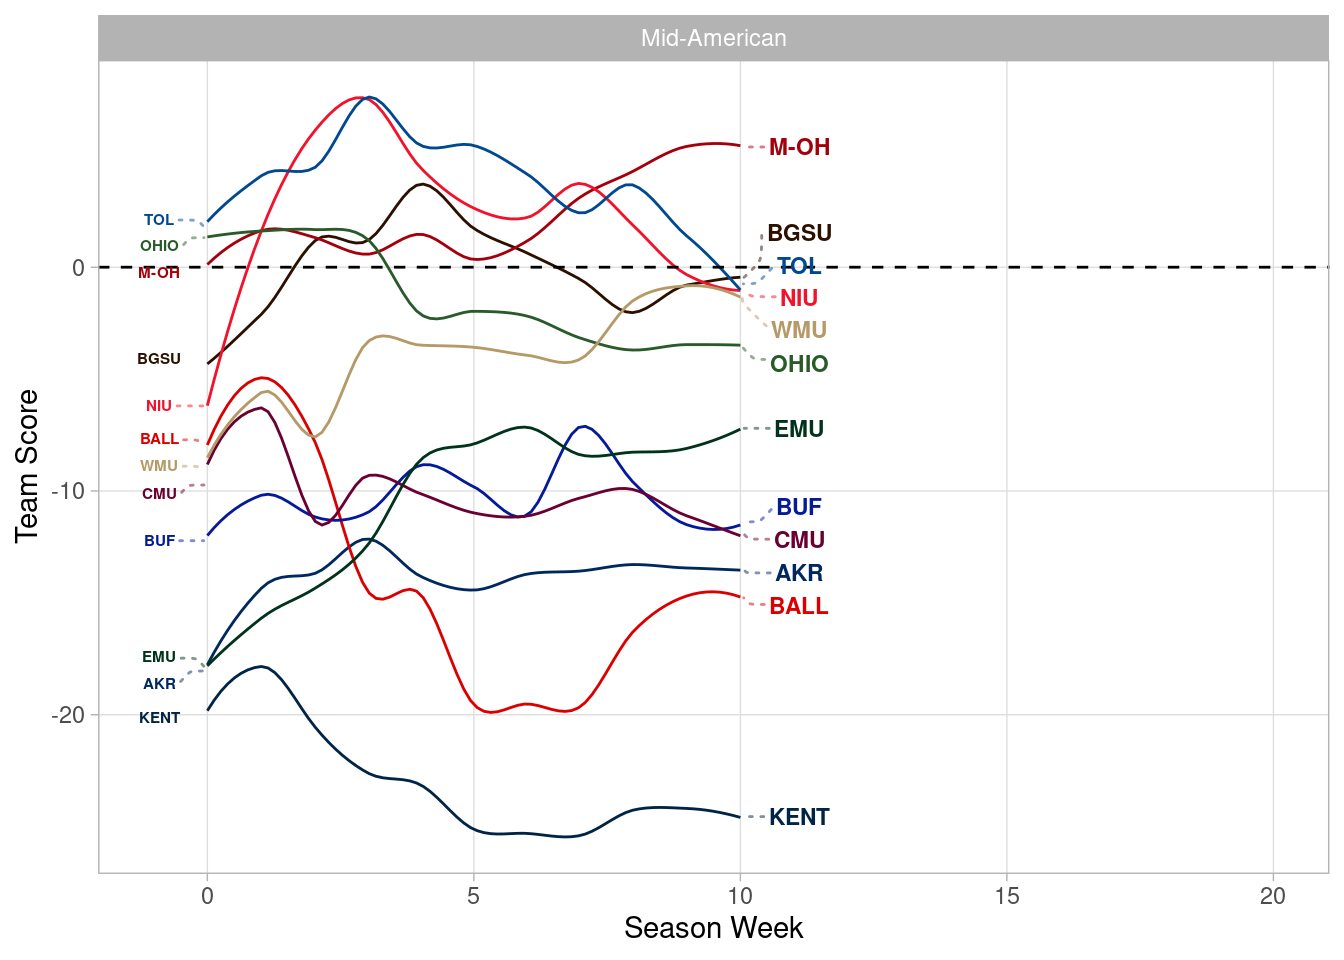 Mid-American
Team Score
0
-10
-20
TOL
OHIO
M-OH
BGSU
NIU
BALL
WMU
CMU
BUF
EMU
AKR
KENT
M-OH
BGSU
TOL
NIU
WMU
OHIO
EMU
BUF
CMU
AKR
BALL
KENT
0 5 10 15 20
Season Week